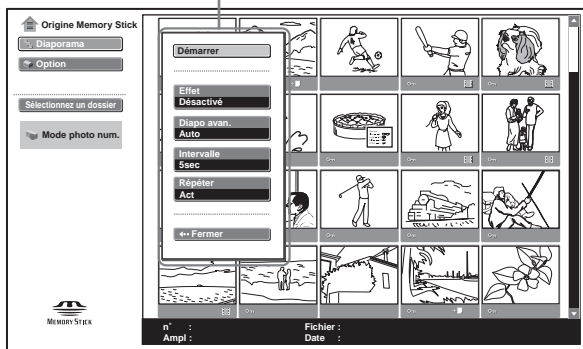 Origine Memory Stick
Diaporama
Option
Sélectionnez un dossier
Mode photo num.
Démarrer
Effet
Désactivé
Diapo avan.
Auto
Intervalle
5sec
Répéter
Act
Fermer
MEMORY STICK
n° :
Fichier :
Ampl :
Date :